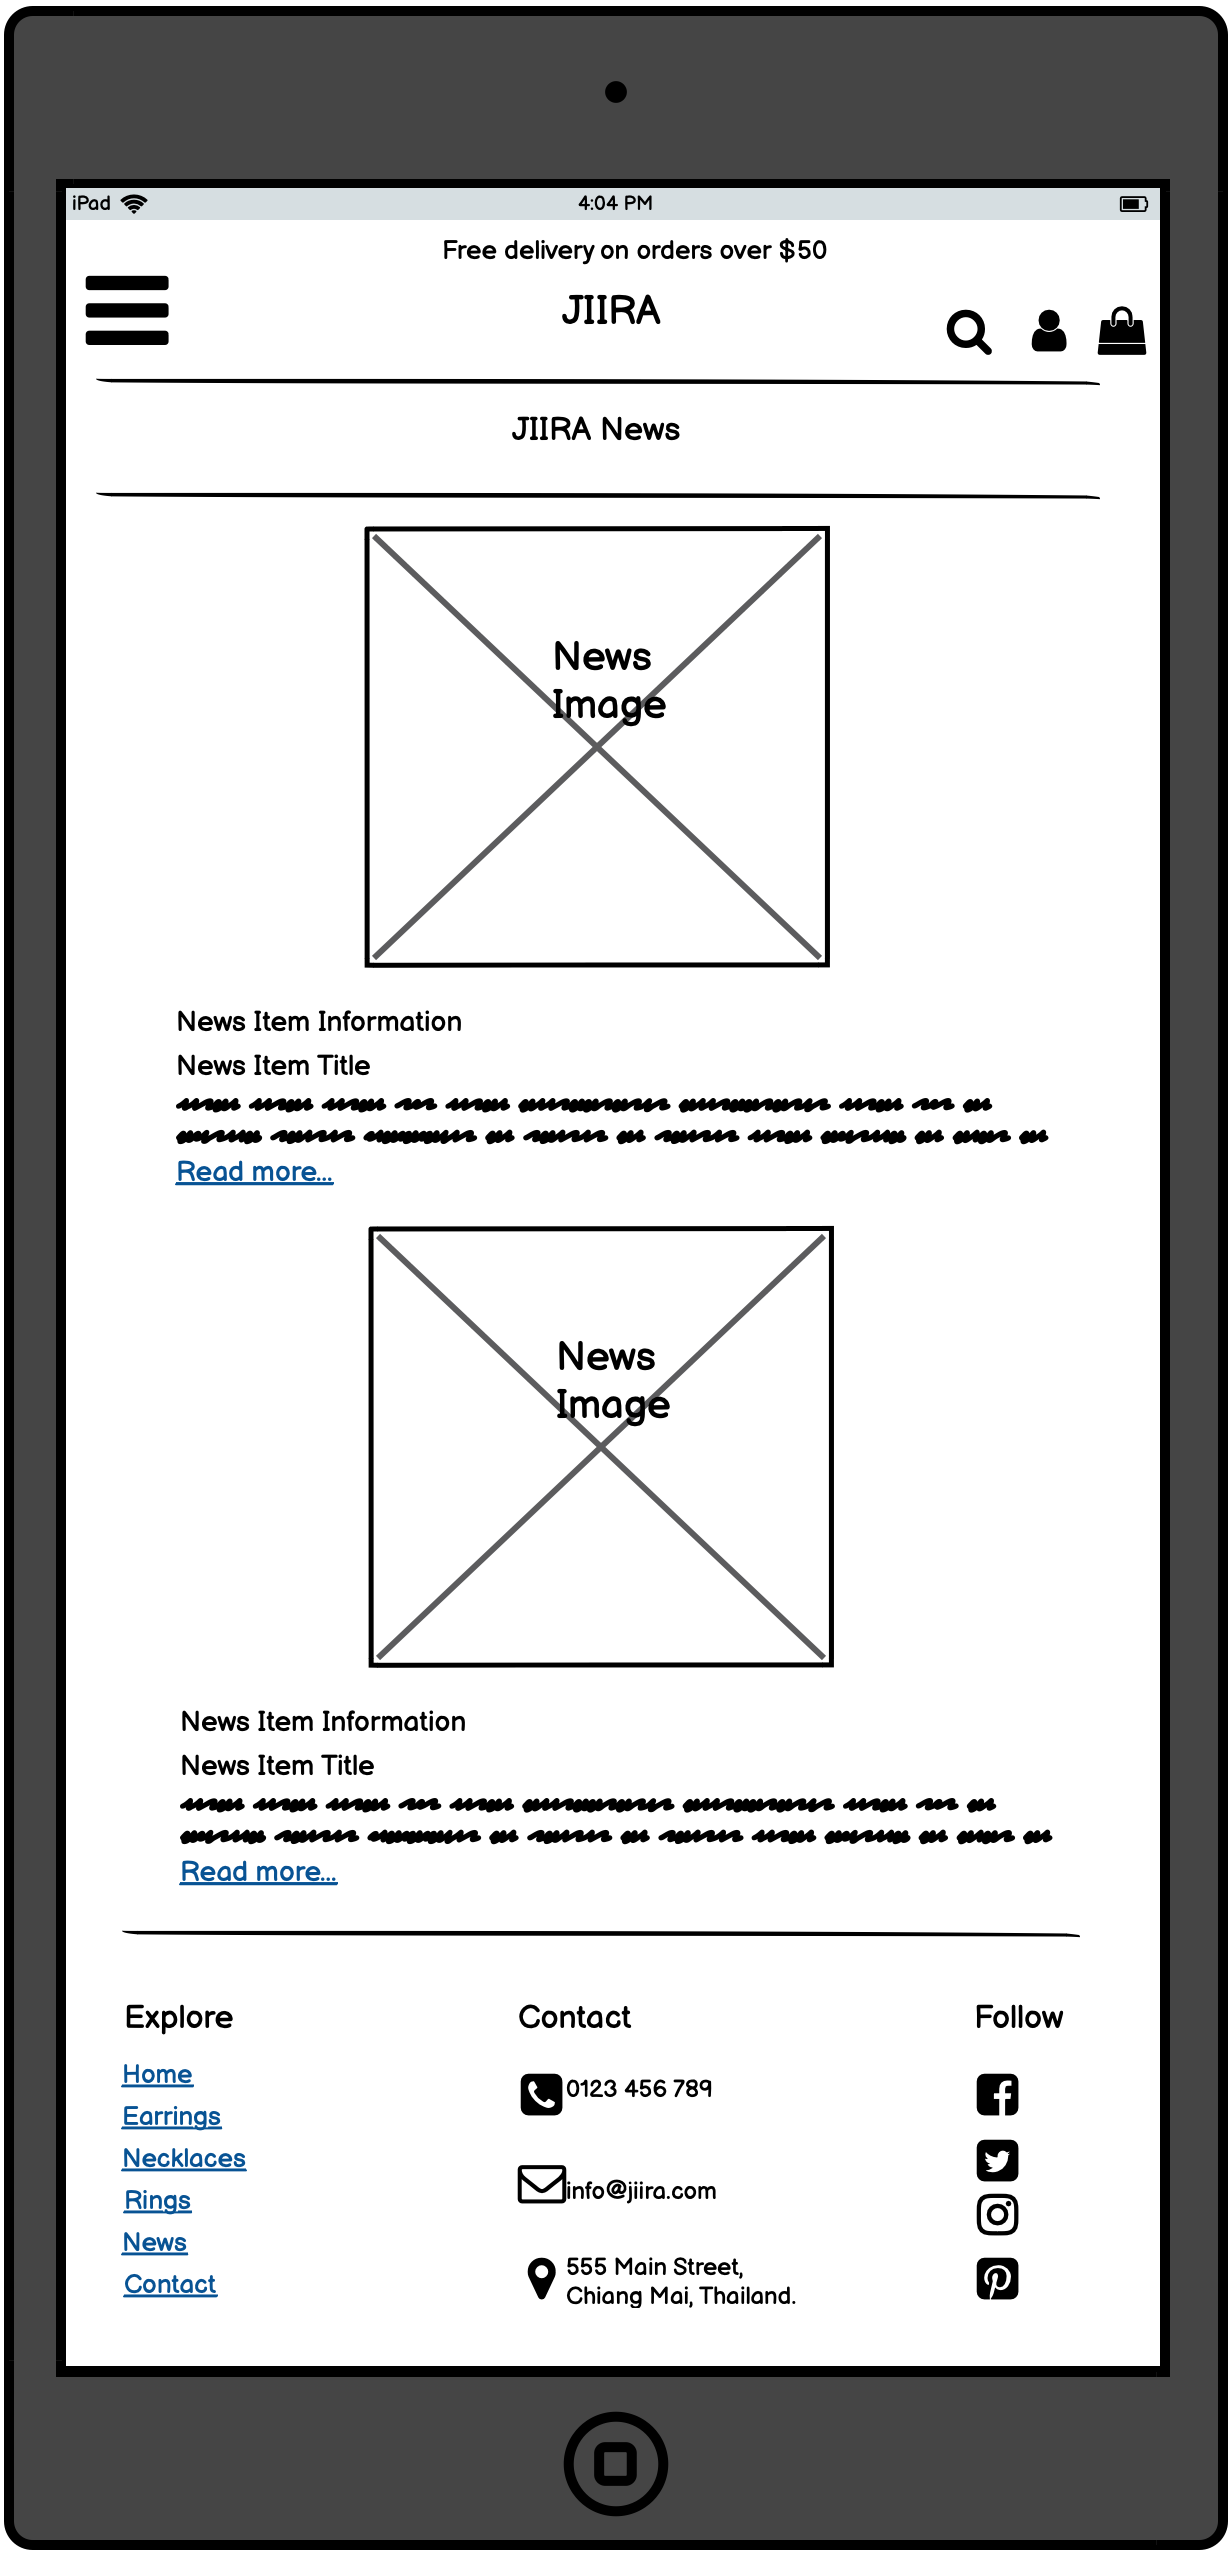 iPad
4:04 PM
Free delivery on orders over $50
JIIRA
JIIRA News
News
Image
News Item Information
News Item Title
Read more...
News
Image
News Item Information
News Item Title
Read more...
Explore
Home
Earrings
Necklaces
Rings
News
Contact
Contact
0123 456 789
info@jiira.com
555 Main Street,
Chiang Mai, Thailand.
Follow